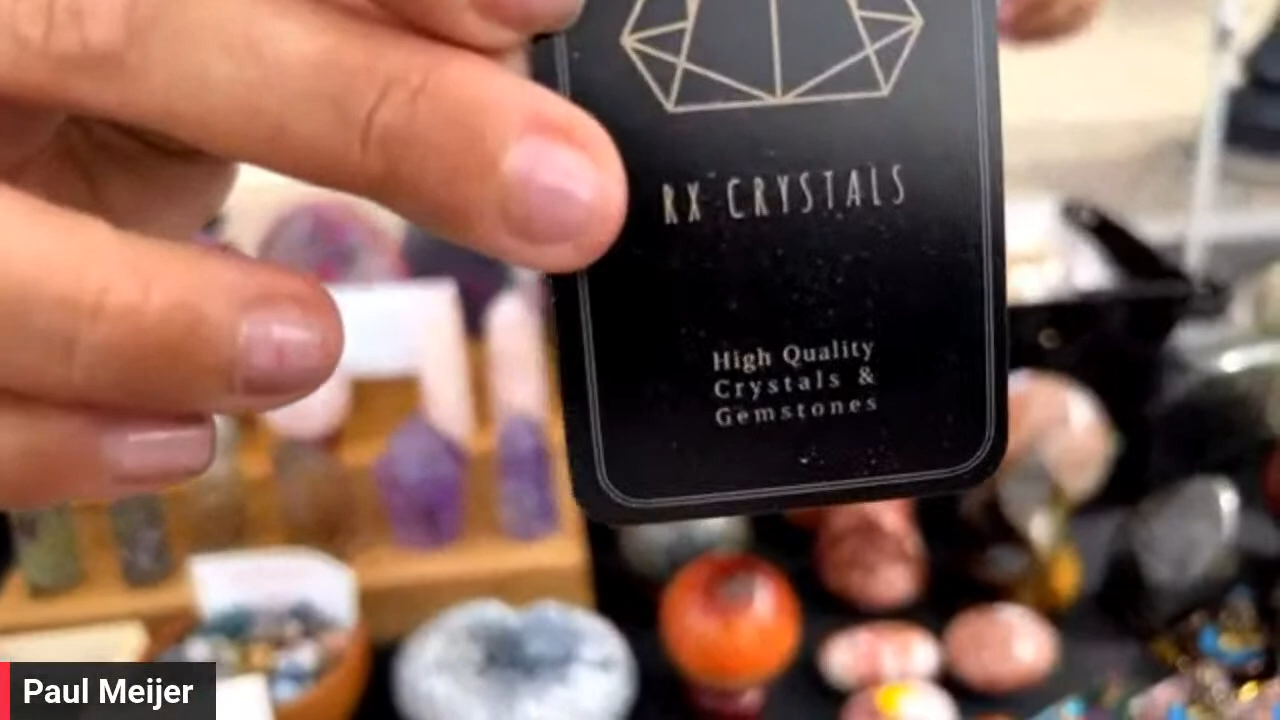 RX CRYSTALS
High Quality
Crystals &
Gemstones
Paul Meijer